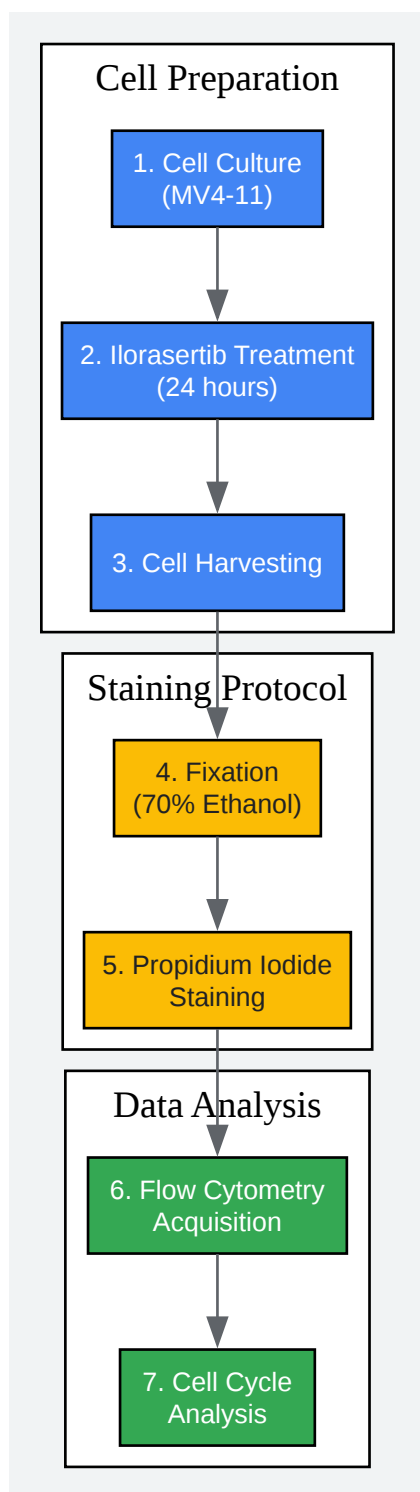 Cell Preparation
1. Cell Culture
(MV4-11)
2. Ilorasertib Treatment
(24 hours)
3. Cell Harvesting
Staining Protocol
4. Fixation
(70% Ethanol)
5. Propidium Iodide
Staining
Data Analysis
6. Flow Cytometry
Acquisition
7. Cell Cycle
Analysis